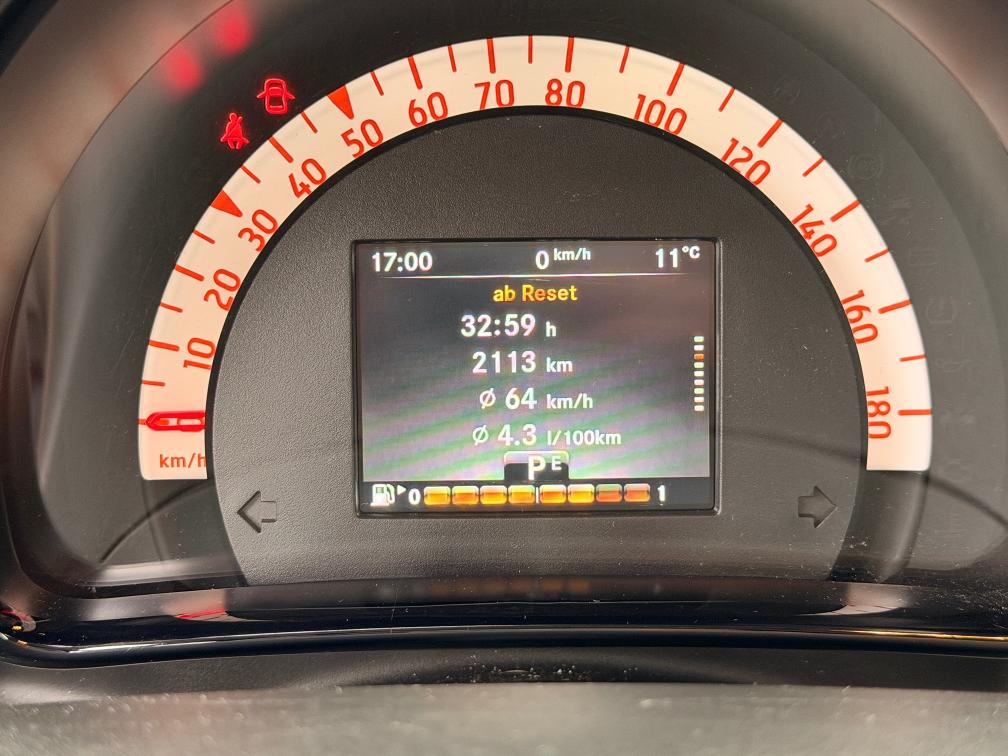 10 20 30 40 50 60 70 80 100 120 140 160 180
km/h
17:00 0 km/h 11°C
ab Reset
32:59 h
2113 km
Ø 64 km/h
Ø 4.3 l/100km
P E
0 1